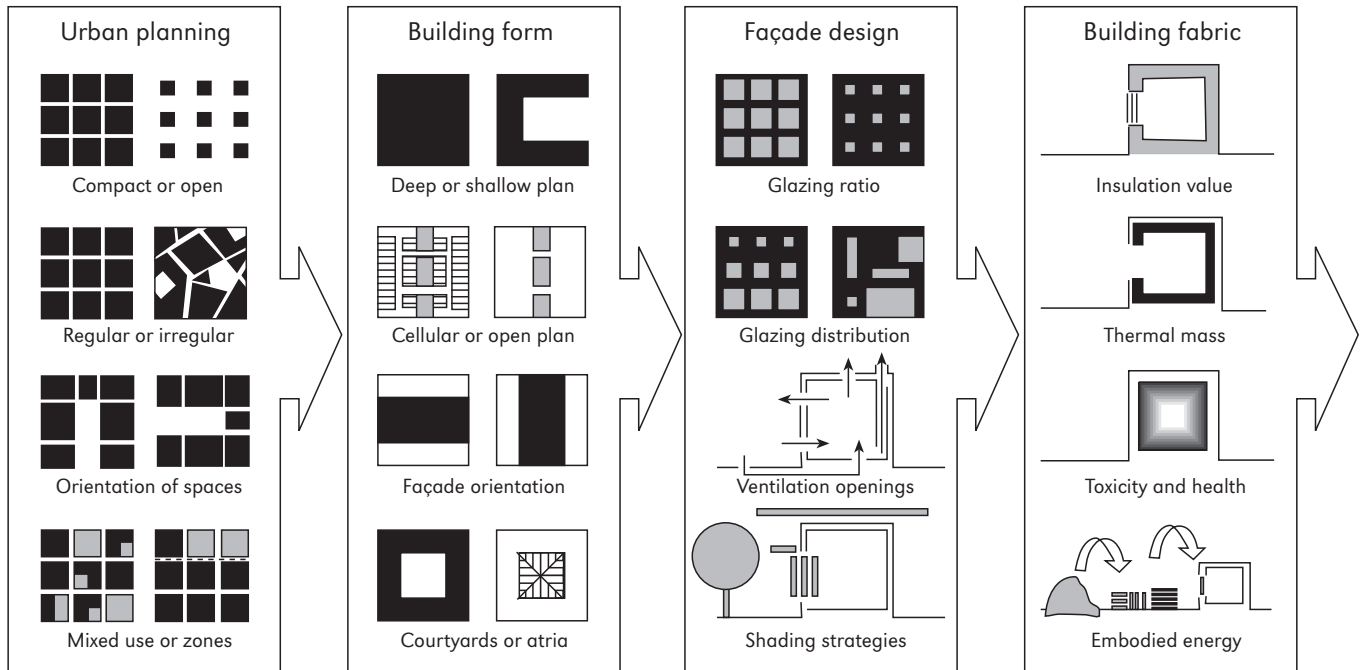 Urban planning
Compact or open
Regular or irregular
Orientation of spaces
Mixed use or zones
Building form
Deep or shallow plan
Cellular or open plan
Façade orientation
Courtyards or atria
Façade design
Glazing ratio
Glazing distribution
Ventilation openings
Shading strategies
Building fabric
Insulation value
Thermal mass
Toxicity and health
Embodied energy